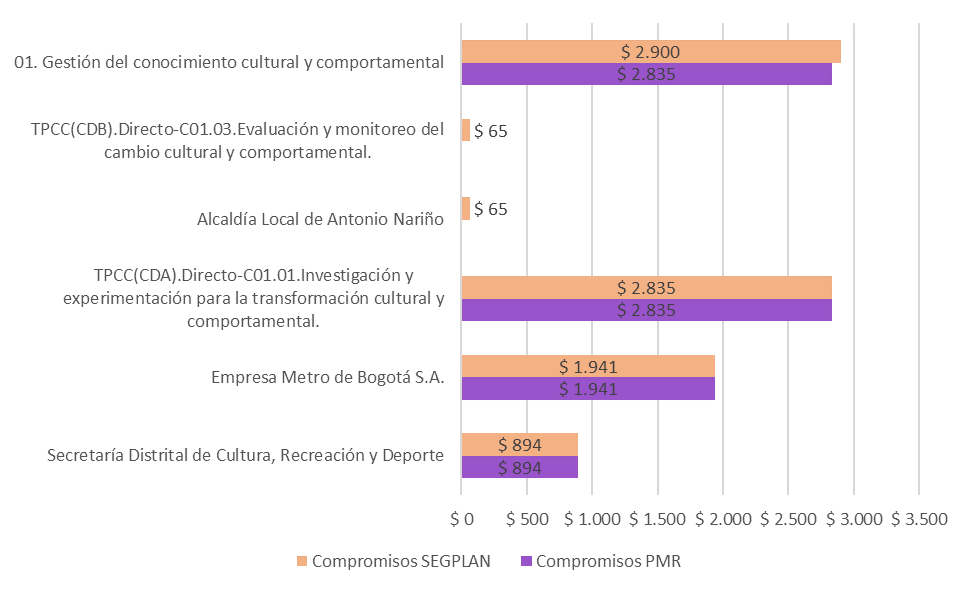 01. Gestión del conocimiento cultural y comportamental
$ 2.900
$ 2.835
TPCC(CDB).Directo-C01.03.Evaluación y monitoreo del
cambio cultural y comportamental.
$ 65
Alcaldía Local de Antonio Nariño
$ 65
TPCC(CDA).Directo-C01.01.Investigación y
experimentación para la transformación cultural y
comportamental.
$ 2.835
$ 2.835
Empresa Metro de Bogotá S.A.
$ 1.941
$ 1.941
Secretaría Distrital de Cultura, Recreación y Deporte
$ 894
$ 894
$ 0 $ 500 $ 1.000 $ 1.500 $ 2.000 $ 2.500 $ 3.000 $ 3.500
Compromisos SEGPLAN Compromisos PMR